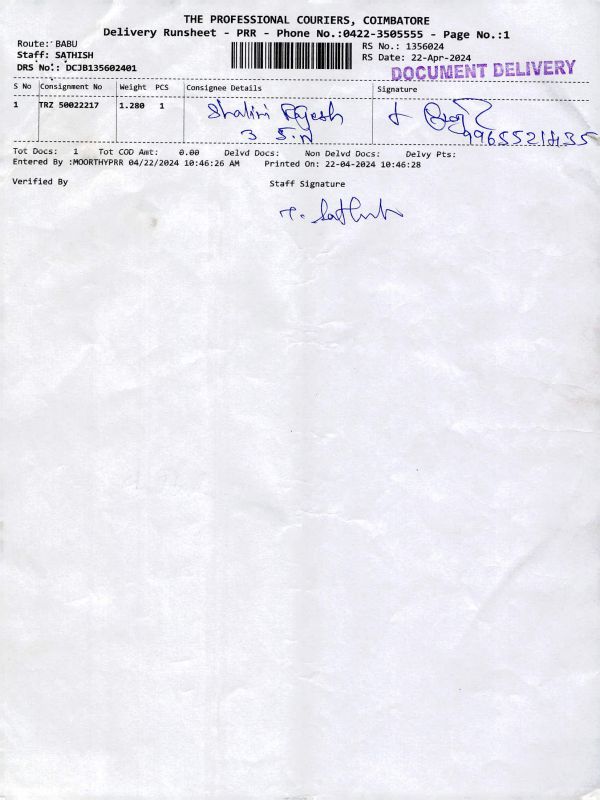 THE PROFESSIONAL COURIERS, COIMBATORE
Delivery Runsheet - PRR - Phone No.:0422-3505555 - Page No.:1
Route: BABU
Staff: SATHISH
DRS No.: DCJB135602401
RS No.: 1356024
RS Date: 22-Apr-2024
DOCUMENT DELIVERY
S No Consignment No Weight PCS Consignee Details Signature
1 TRZ 50022217 1.280 1 Shalini Rajesh
3 S.N
9965521435
Tot Docs: 1 Tot COD Amt: 0.00 Delvd Docs: Non Delvd Docs: Delvy Pts:
Entered By :MOORTHYPRR 04/22/2024 10:46:26 AM Printed On: 22-04-2024 10:46:28
Verified By Staff Signature
T. Sathish